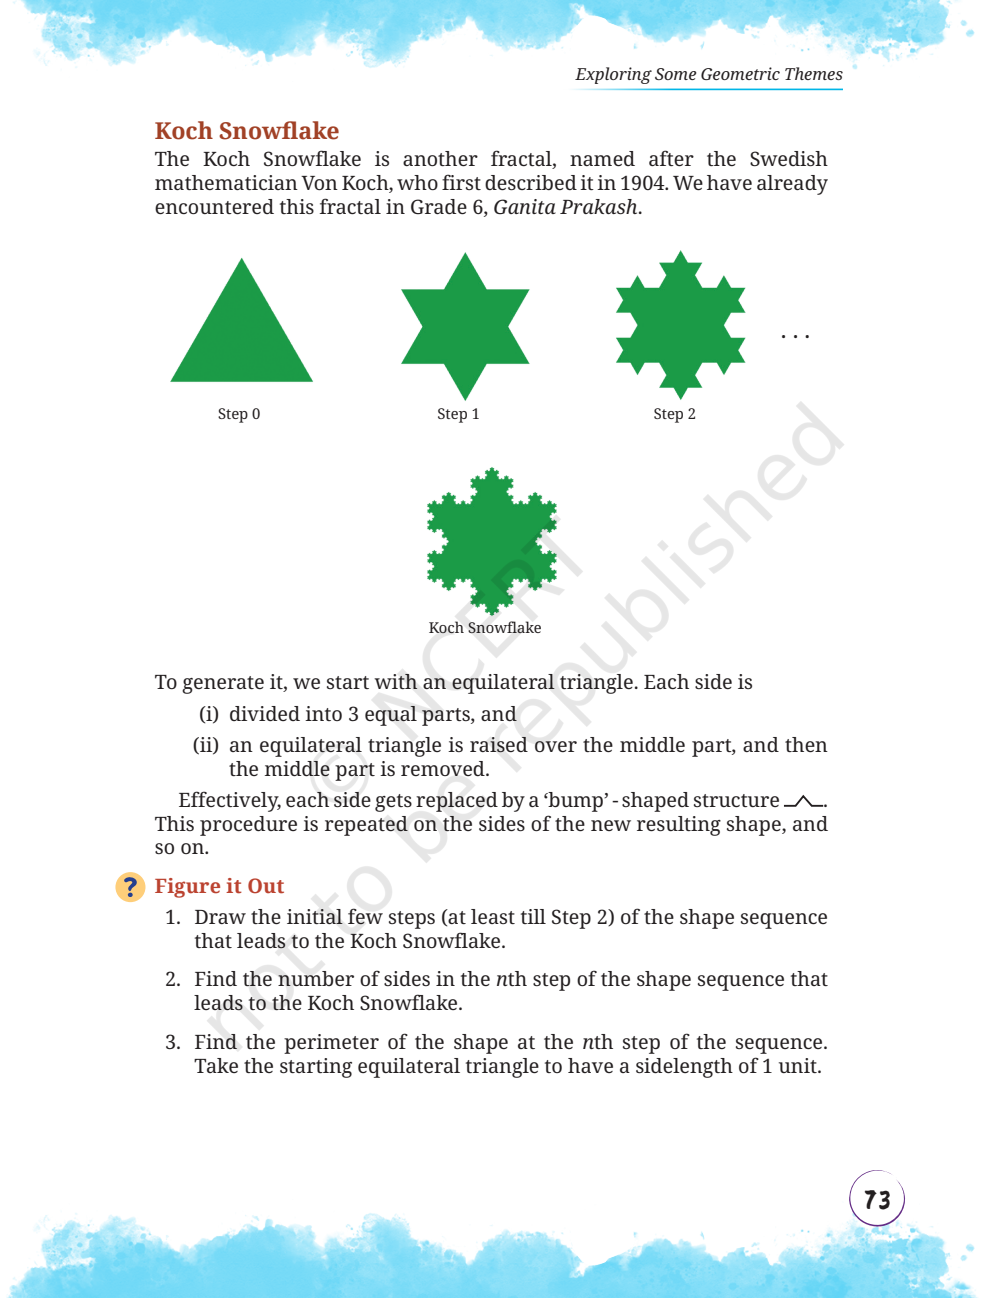 Exploring Some Geometric Themes
Koch Snowflake
The Koch Snowflake is another fractal, named after the Swedish
mathematician Von Koch, who first described it in 1904. We have already
encountered this fractal in Grade 6, Ganita Prakash.
. . .
Step 0
Step 1
Step 2
Koch Snowflake
To generate it, we start with an equilateral triangle. Each side is
(i) divided into 3 equal parts, and
(ii) an equilateral triangle is raised over the middle part, and then
the middle part is removed.
Effectively, each side gets replaced by a ‘bump’ - shaped structure .
This procedure is repeated on the sides of the new resulting shape, and
so on.
? Figure it Out
1. Draw the initial few steps (at least till Step 2) of the shape sequence
that leads to the Koch Snowflake.
2. Find the number of sides in the nth step of the shape sequence that
leads to the Koch Snowflake.
3. Find the perimeter of the shape at the nth step of the sequence.
Take the starting equilateral triangle to have a sidelength of 1 unit.
73
© NCERT
not to be republished